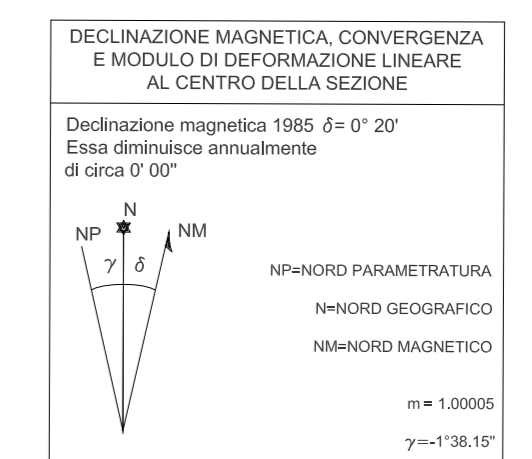 DECLINAZIONE MAGNETICA, CONVERGENZA
E MODULO DI DEFORMAZIONE LINEARE
AL CENTRO DELLA SEZIONE
Declinazione magnetica 1985 δ= 0° 20'
Essa diminuisce annualmente
di circa 0' 00"
N
NP
NM
γ δ
NP=NORD PARAMETRATURA
N=NORD GEOGRAFICO
NM=NORD MAGNETICO
m = 1.00005
γ=-1°38.15"